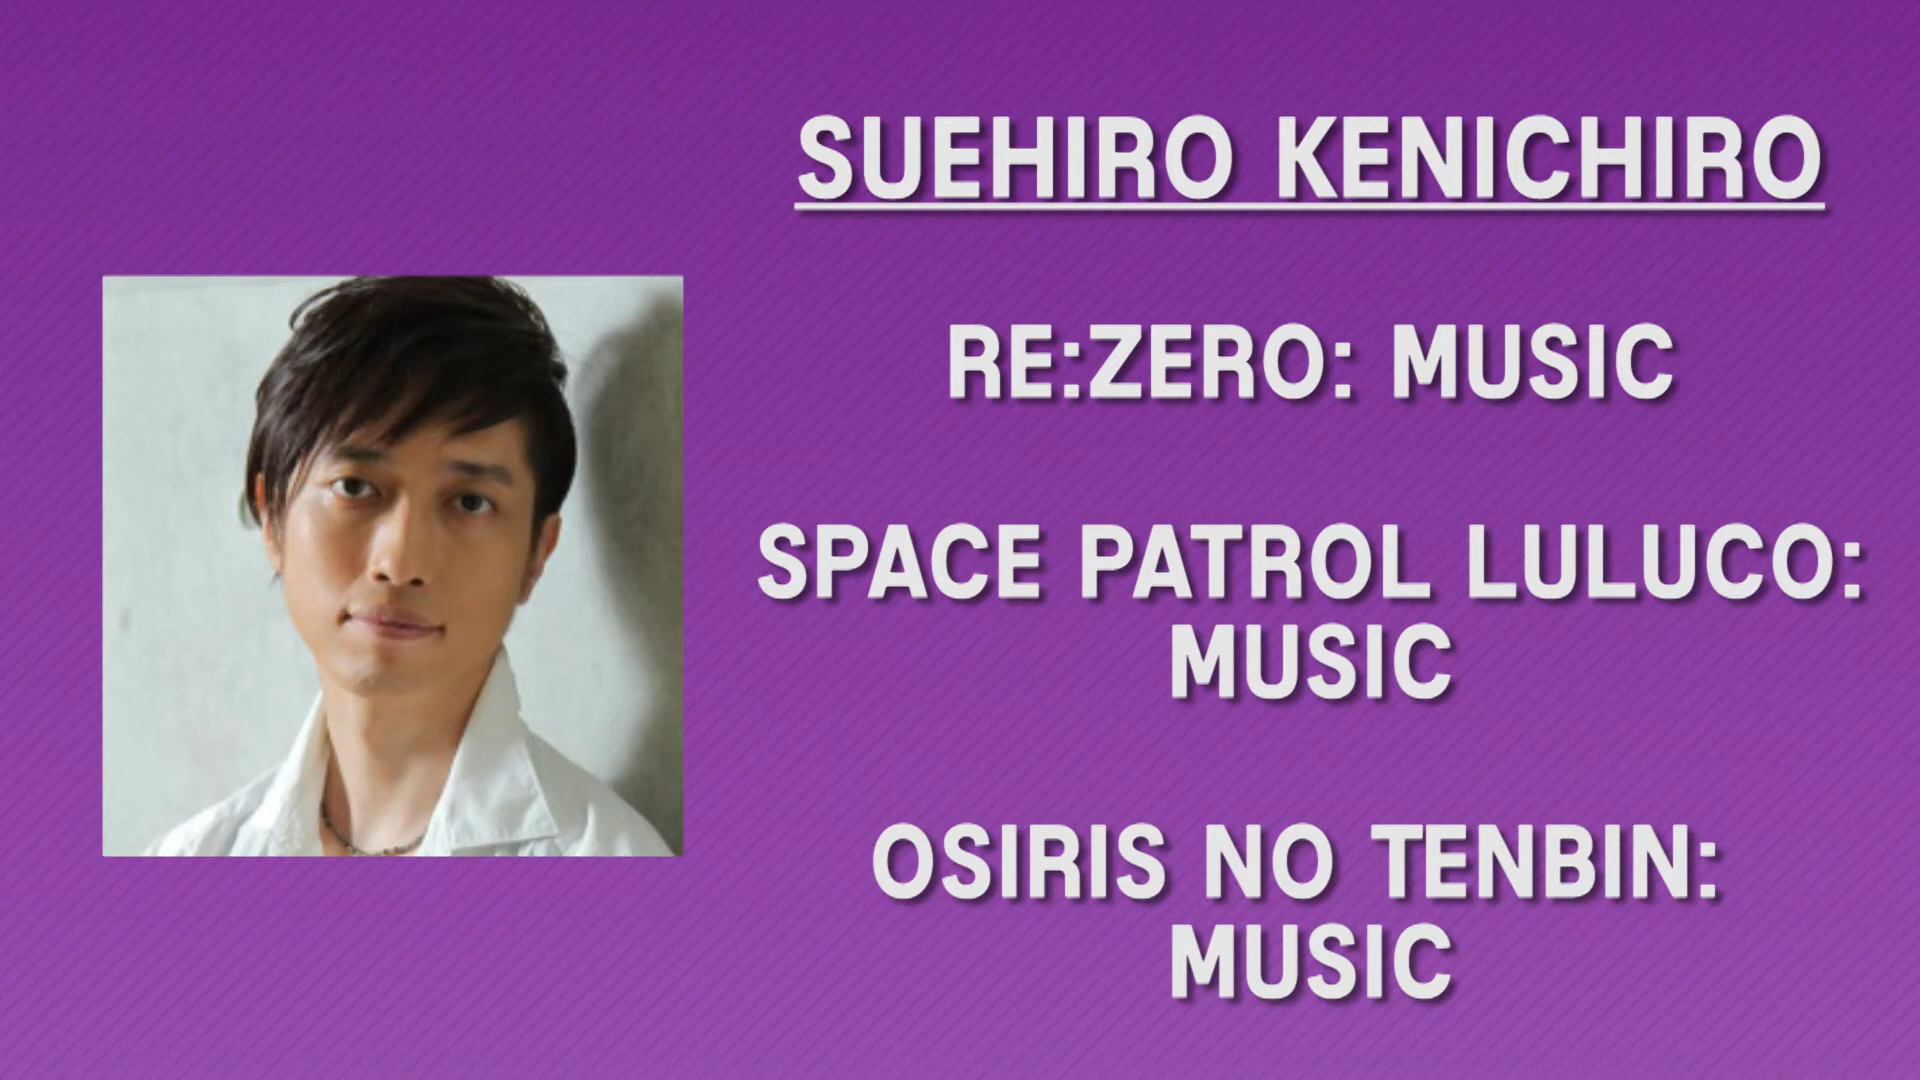 SUEHIRO KENICHIRO
RE:ZERO: MUSIC
SPACE PATROL LULUCO:
MUSIC
OSIRIS NO TENBIN:
MUSIC